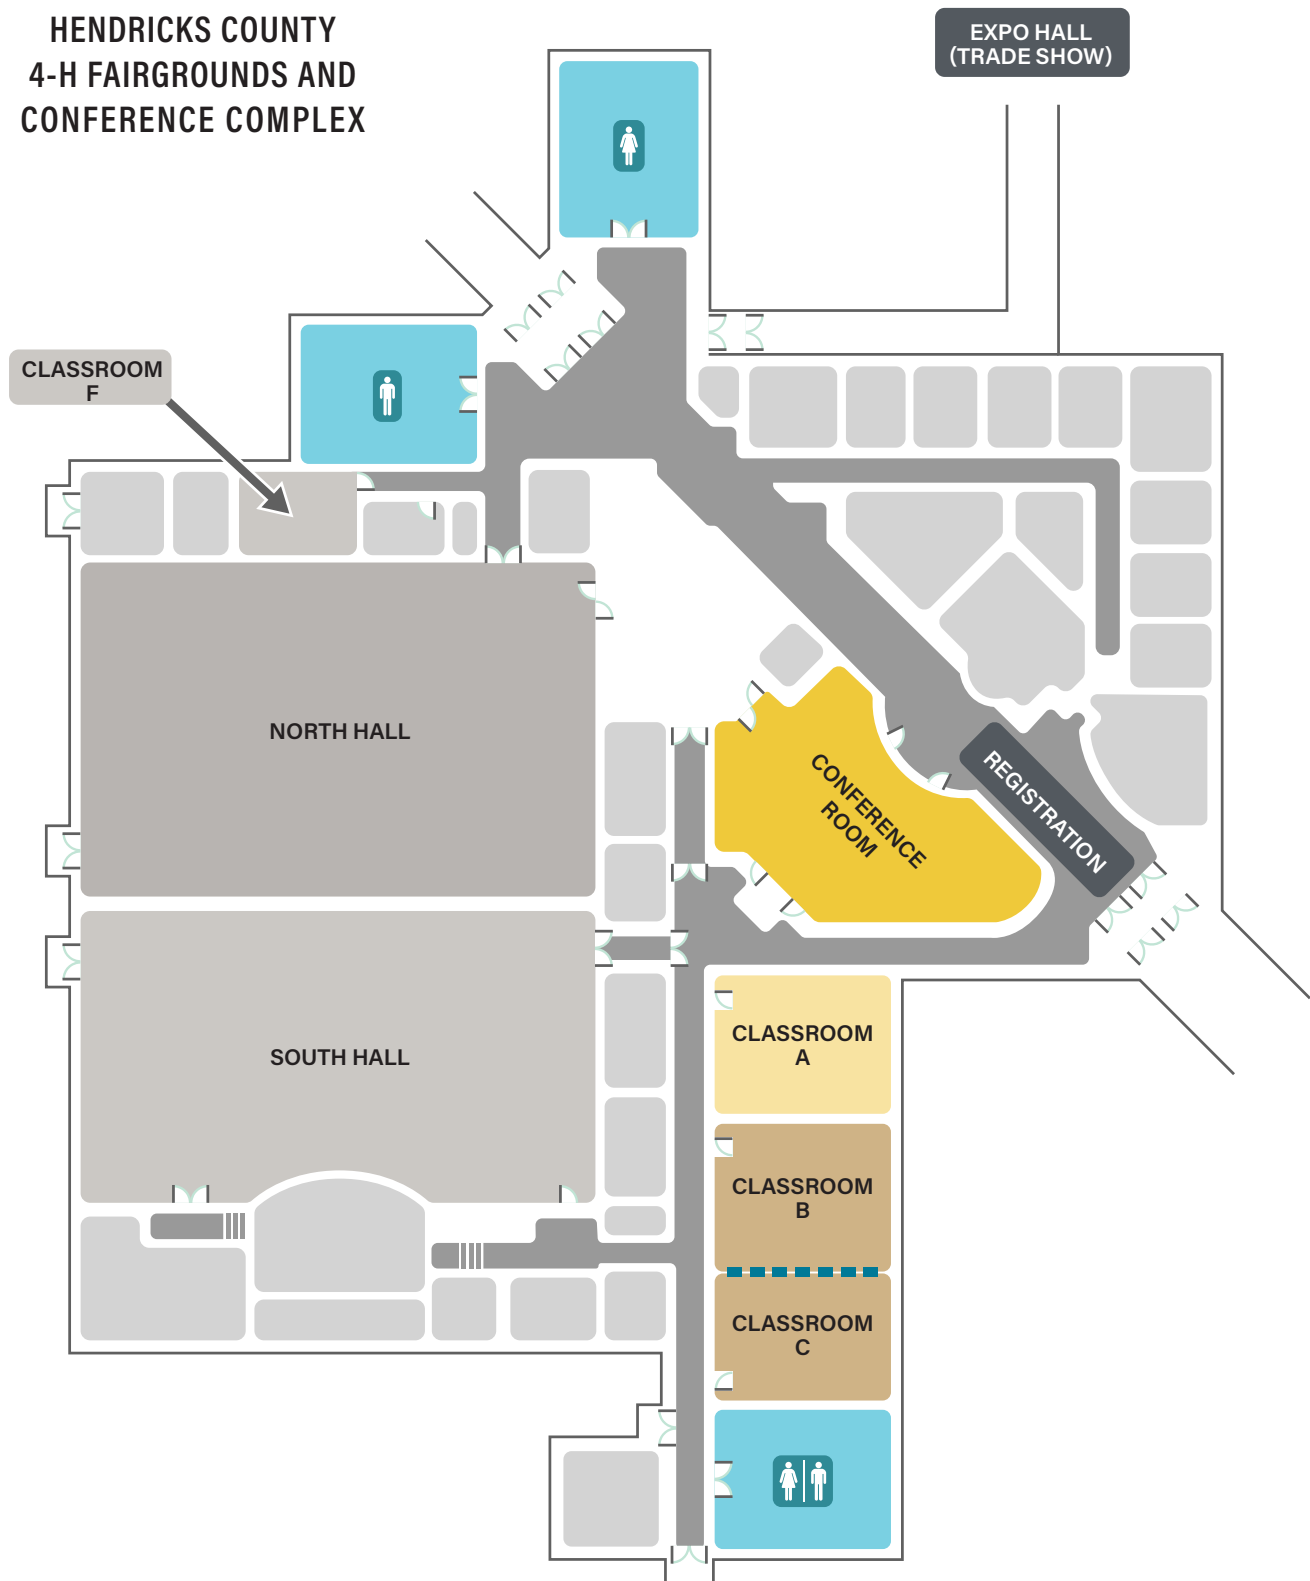 HENDRICKS COUNTY
4-H FAIRGROUNDS AND
CONFERENCE COMPLEX
EXPO HALL
(TRADE SHOW)
CLASSROOM
F
NORTH HALL
CONFERENCE
ROOM
REGISTRATION
SOUTH HALL
CLASSROOM
A
CLASSROOM
B
CLASSROOM
C